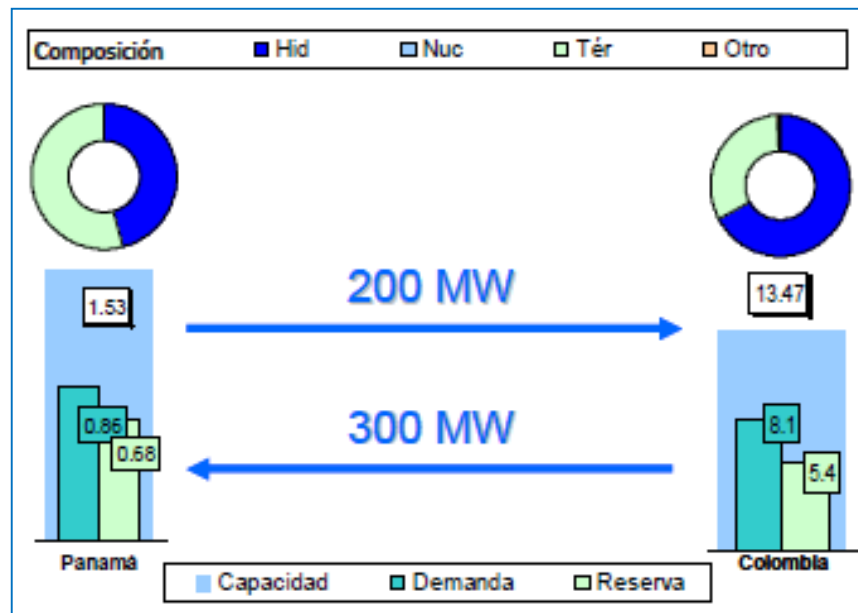 Composición Hid Nuc Tér Otro
200 MW
1.53
13.47
300 MW
0.86
0.68
8.1
5.4
Panamá
Colombia
Capacidad Demanda Reserva